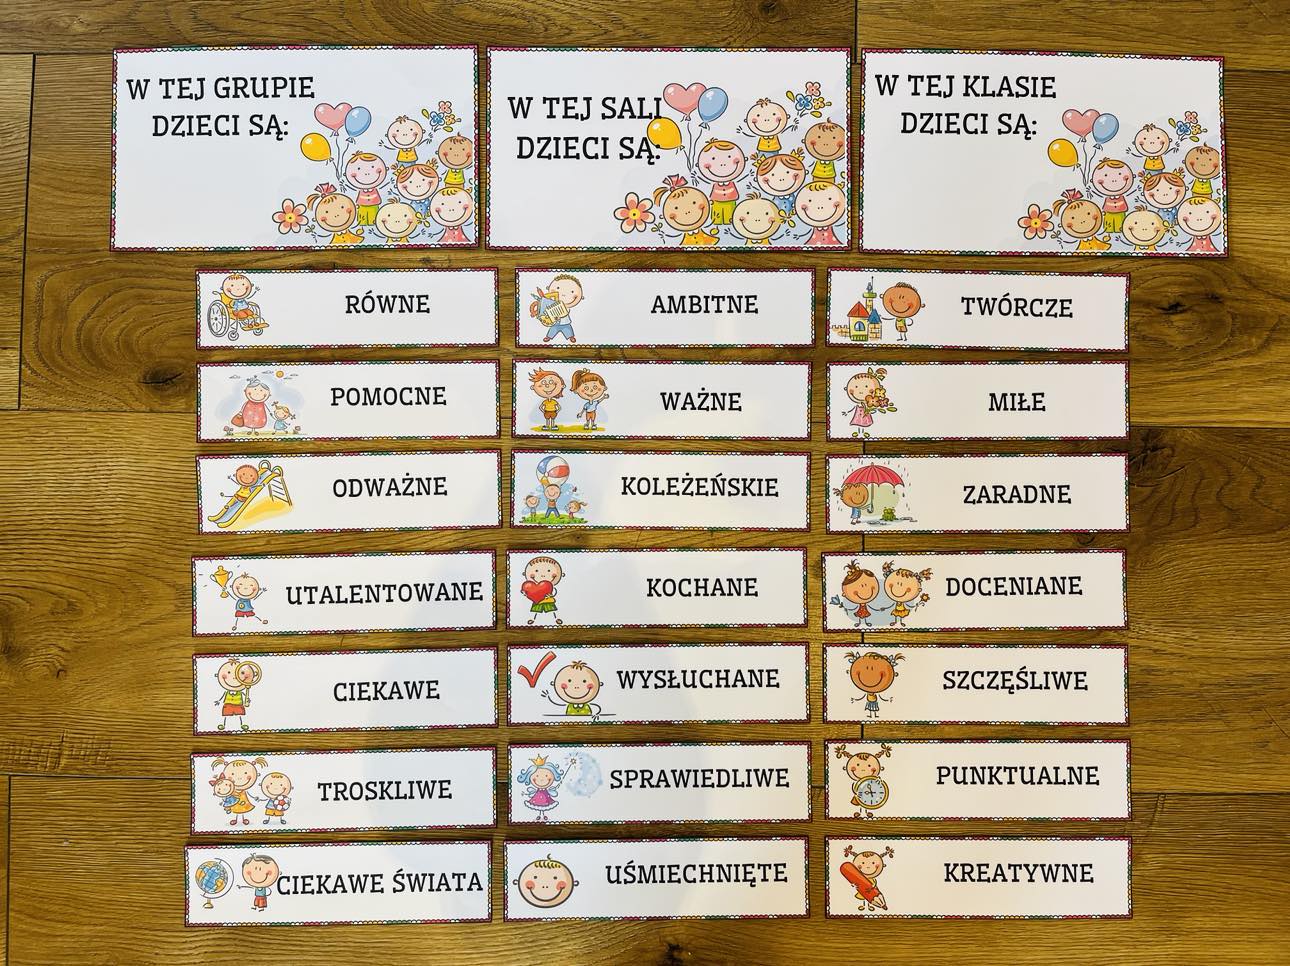 W TEJ GRUPIE
DZIECI SĄ:
W TEJ SALI
DZIECI SĄ:
W TEJ KLASIE
DZIECI SĄ:
RÓWNE
AMBITNE
TWÓRCZE
POMOCNE
WAŻNE
MIŁE
ODWAŻNE
KOLEŻEŃSKIE
ZARADNE
UTALENTOWANE
KOCHANE
DOCENIANE
CIEKAWE
WYSŁUCHANE
SZCZĘŚLIWE
TROSKLIWE
SPRAWIEDLIWE
PUNKTUALNE
CIEKAWE ŚWIATA
UŚMIECHNIĘTE
KREATYWNE